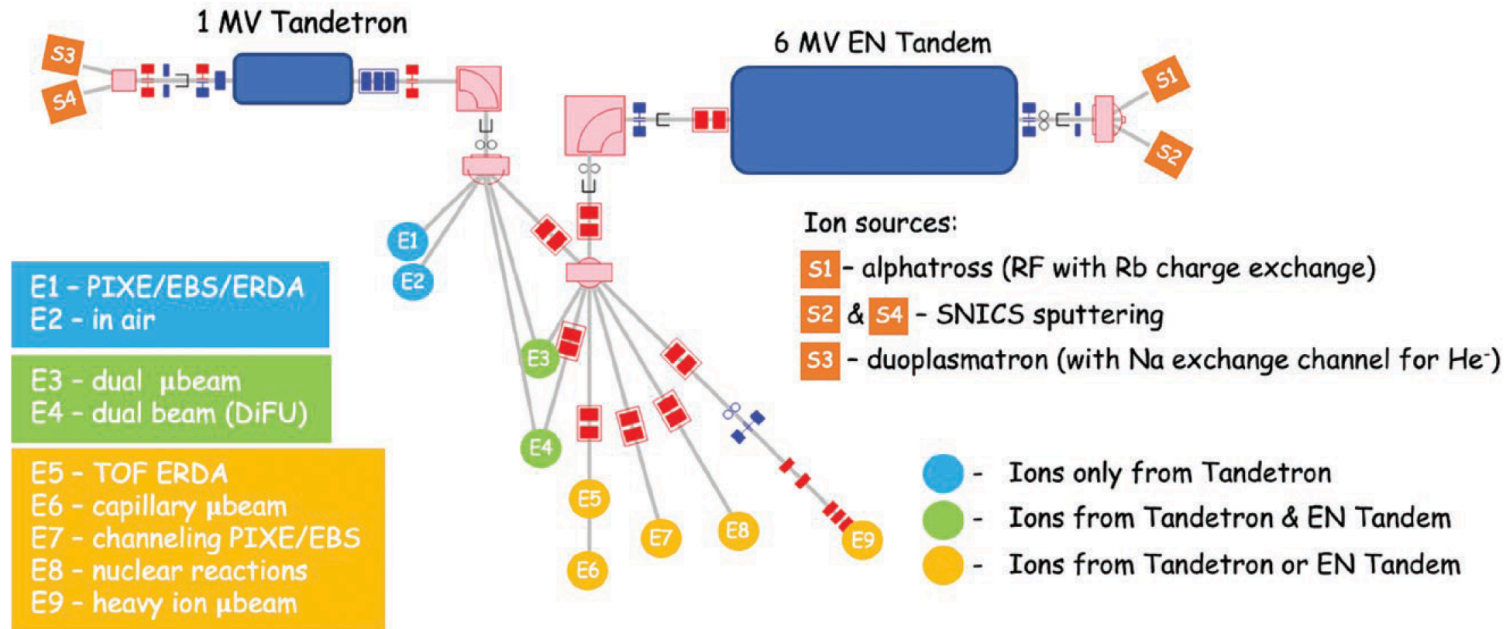 1 MV Tandetron
6 MV EN Tandem
S3
S4
S1
S2
E1
E2
E3
E4
E5
E6
E7
E8
E9
E1 – PIXE/EBS/ERDA
E2 – in air
E3 – dual μbeam
E4 – dual beam (DiFU)
E5 – TOF ERDA
E6 – capillary μbeam
E7 – channeling PIXE/EBS
E8 – nuclear reactions
E9 – heavy ion μbeam
Ion sources:
S1 – alphatross (RF with Rb charge exchange)
S2 & S4 – SNICS sputtering
S3 – duoplasmatron (with Na exchange channel for He⁻)
- Ions only from Tandetron
- Ions from Tandetron & EN Tandem
- Ions from Tandetron or EN Tandem